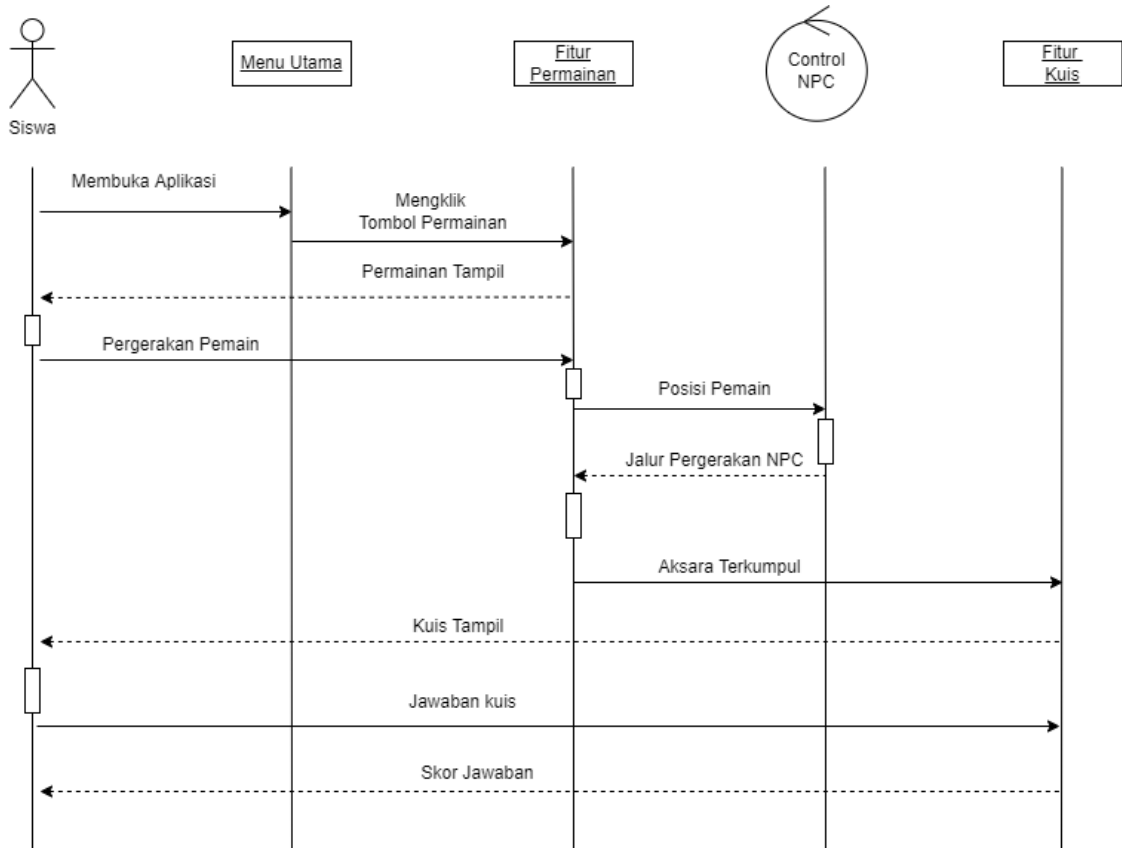 Siswa
Menu Utama
Fitur
Permainan
Control
NPC
Fitur
Kuis
Membuka Aplikasi
Mengklik
Tombol Permainan
Permainan Tampil
Pergerakan Pemain
Posisi Pemain
Jalur Pergerakan NPC
Aksara Terkumpul
Kuis Tampil
Jawaban kuis
Skor Jawaban